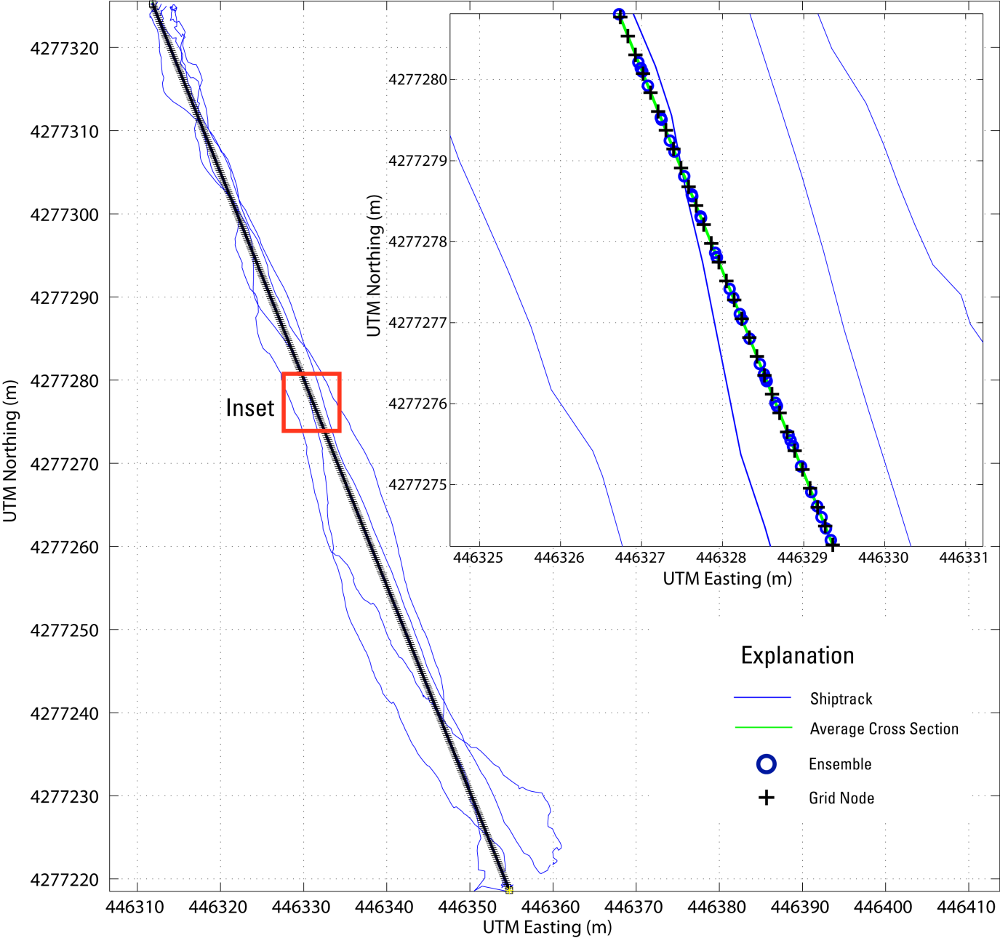 4277320
4277310
4277300
4277290
4277280
4277270
4277260
4277250
4277240
4277230
4277220
UTM Northing (m)
446310 446320 446330 446340 446350 446360 446370 446380 446390 446400 446410
UTM Easting (m)
Inset
4277280
4277279
4277278
4277277
4277276
4277275
UTM Northing (m)
446325 446326 446327 446328 446329 446330 446331
UTM Easting (m)
Explanation
Shiptrack
Average Cross Section
Ensemble
Grid Node